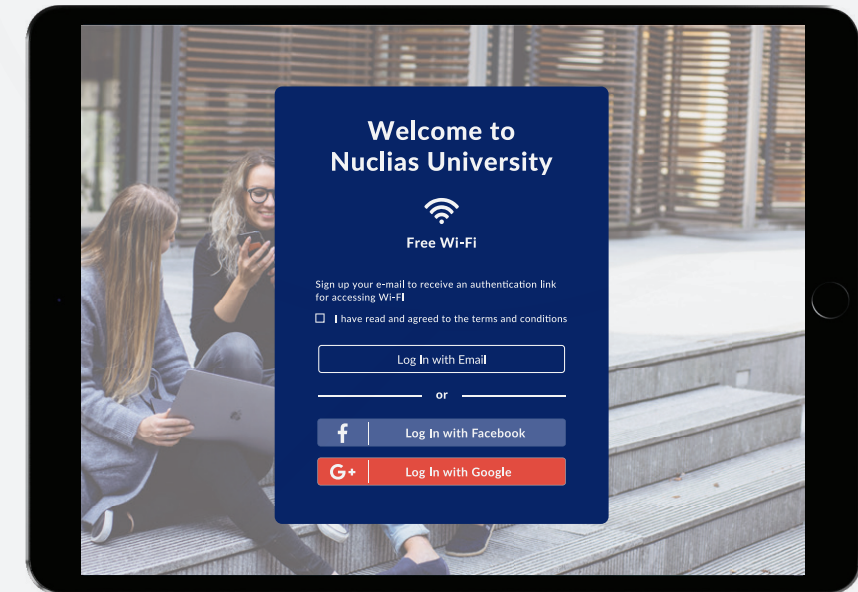 Welcome to
Nuclias University
Free Wi-Fi
Sign up your e-mail to receive an authentication link
for accessing Wi-FI
I have read and agreed to the terms and conditions
Log In with Email
or
f
Log In with Facebook
G+
Log In with Google